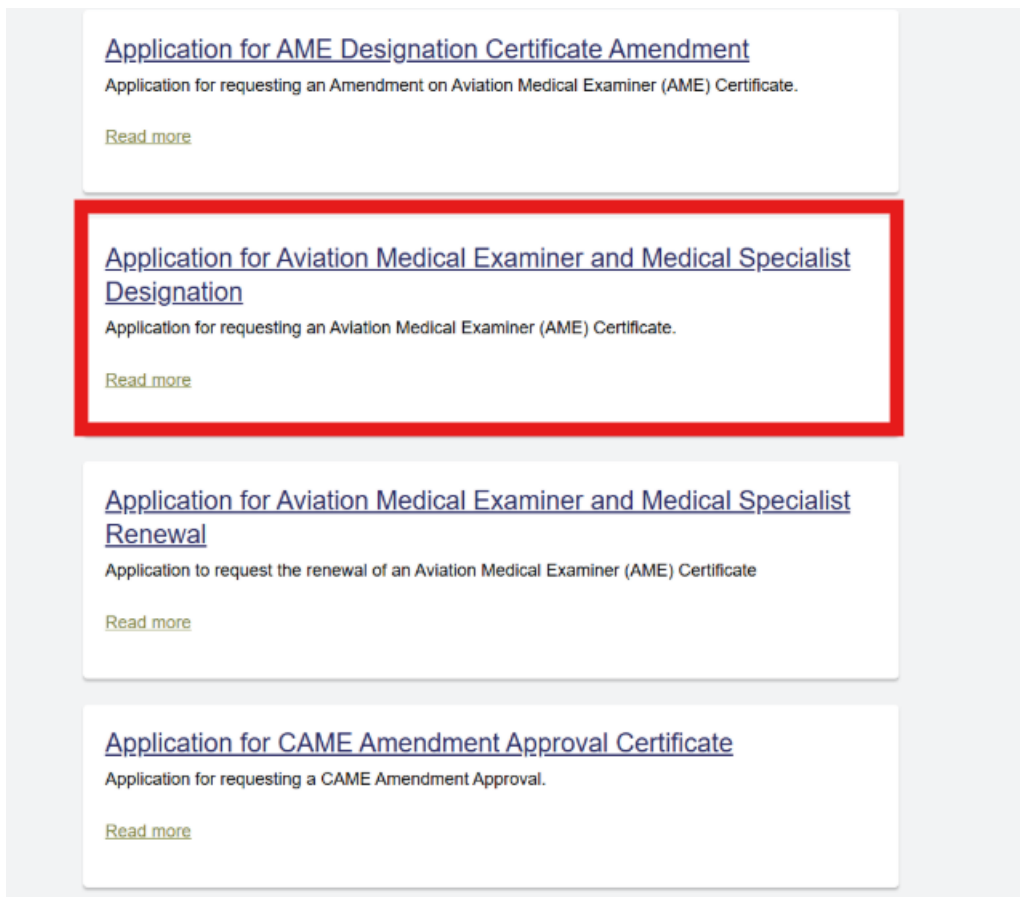 Application for AME Designation Certificate Amendment
Application for requesting an Amendment on Aviation Medical Examiner (AME) Certificate.
Read more
Application for Aviation Medical Examiner and Medical Specialist
Designation
Application for requesting an Aviation Medical Examiner (AME) Certificate.
Read more
Application for Aviation Medical Examiner and Medical Specialist
Renewal
Application to request the renewal of an Aviation Medical Examiner (AME) Certificate
Read more
Application for CAME Amendment Approval Certificate
Application for requesting a CAME Amendment Approval.
Read more